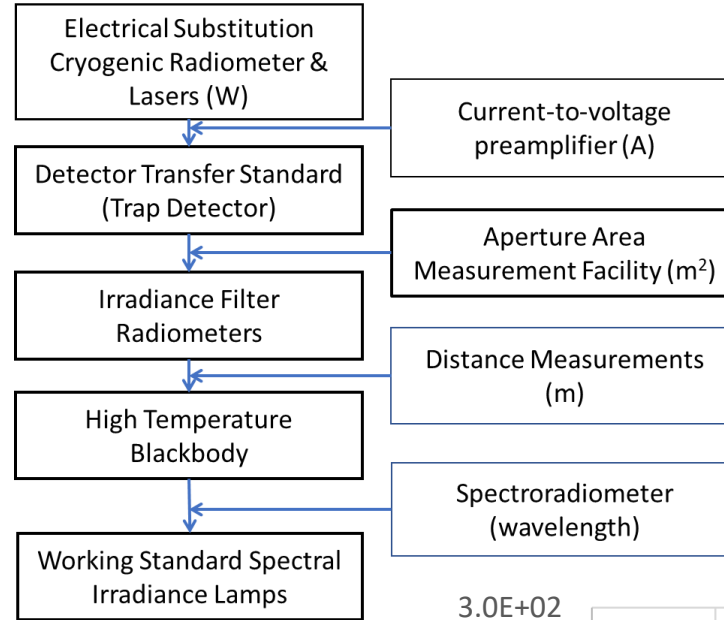 Electrical Substitution
Cryogenic Radiometer &
Lasers (W)
Current-to-voltage
preamplifier (A)
Detector Transfer Standard
(Trap Detector)
Aperture Area
Measurement Facility (m²)
Irradiance Filter
Radiometers
Distance Measurements
(m)
High Temperature
Blackbody
Spectroradiometer
(wavelength)
Working Standard Spectral
Irradiance Lamps
3.0E+02